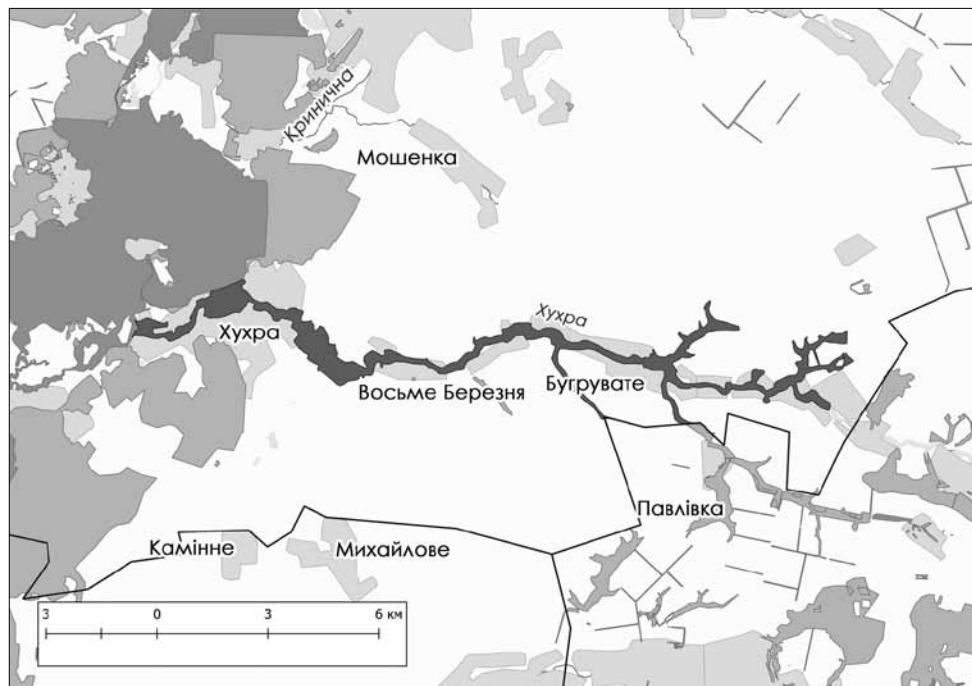 Кринична
Мошенка
Хухра
Хухра
Восьме Березня
Бугрувате
Павлівка
Камінне
Михайлове
3 0 3 6 км